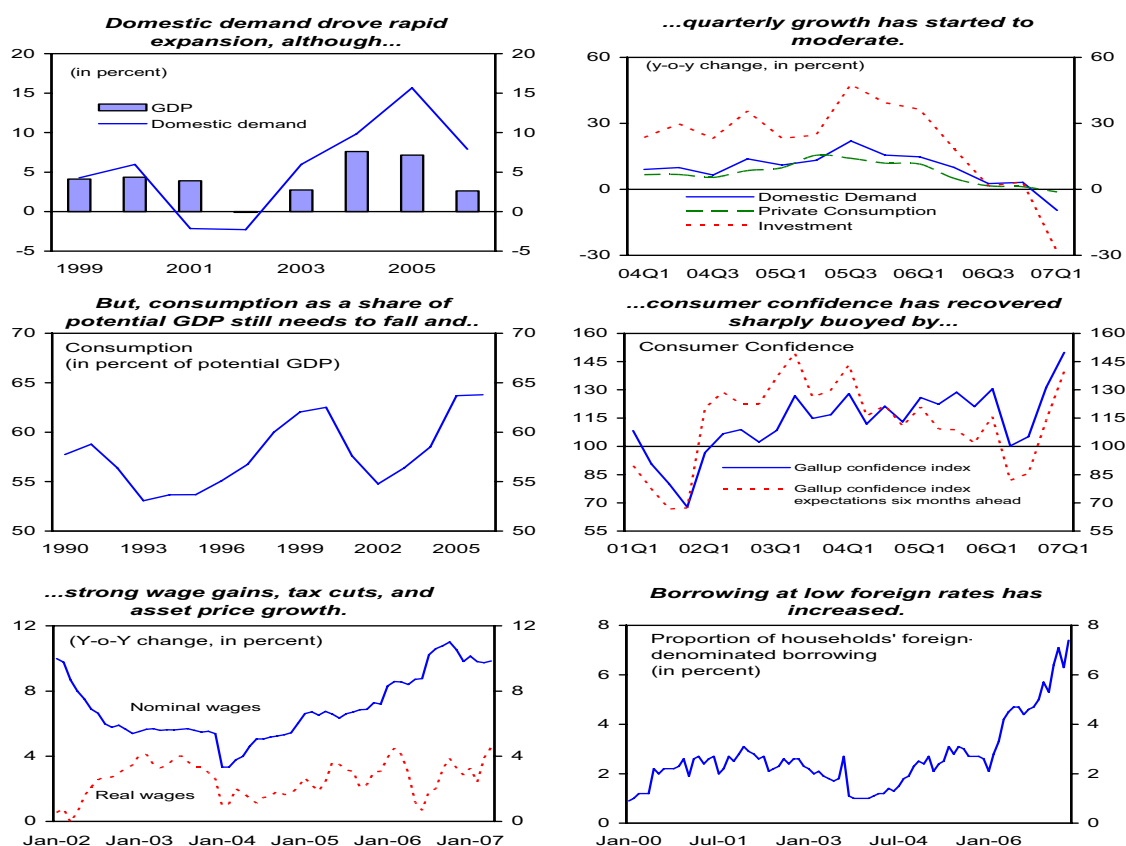 Domestic demand drove rapid
expansion, although...
20
20
(in percent)
15
15
GDP
Domestic demand
10
10
5
5
0
0
-5
-5
1999
2001
2003
2005
...quarterly growth has started to
moderate.
60
60
(y-o-y change, in percent)
30
30
0
0
Domestic Demand
Private Consumption
Investment
-30
-30
04Q1
04Q3
05Q1
05Q3
06Q1
06Q3
07Q1
But, consumption as a share of
potential GDP still needs to fall and..
70
70
Consumption
(in percent of potential GDP)
65
65
60
60
55
55
50
50
1990
1993
1996
1999
2002
2005
...consumer confidence has recovered
sharply buoyed by...
160
160
Consumer Confidence
145
145
130
130
115
115
100
100
85
85
Gallup confidence index
Gallup confidence index
expectations six months ahead
70
70
55
55
01Q1
02Q1
03Q1
04Q1
05Q1
06Q1
07Q1
...strong wage gains, tax cuts, and
asset price growth.
12
12
(Y-o-Y change, in percent)
8
8
Nominal wages
4
4
Real wages
0
0
Jan-02
Jan-03
Jan-04
Jan-05
Jan-06
Jan-07
Borrowing at low foreign rates has
increased.
8
8
Proportion of households' foreign-
denominated borrowing
(in percent)
6
6
4
4
2
2
0
0
Jan-00
Jul-01
Jan-03
Jul-04
Jan-06